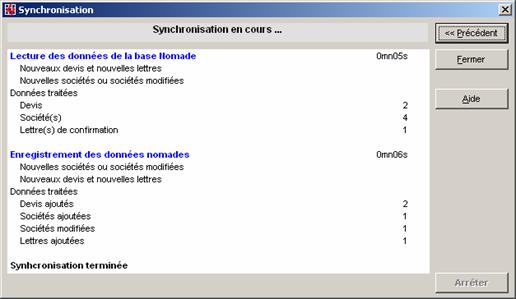 Synchronisation
Synchronisation en cours ...
<< Précédent
Lecture des données de la base Nomade 0mn05s
Fermer
Nouveaux devis et nouvelles lettres
Nouvelles sociétés ou sociétés modifiées
Données traitées
Aide
Devis 2
Société(s) 4
Lettre(s) de confirmation 1
Enregistrement des données nomades 0mn06s
Nouvelles sociétés ou sociétés modifiées
Nouveaux devis et nouvelles lettres
Données traitées
Devis ajoutés 2
Sociétés ajoutées 1
Sociétés modifiées 1
Lettres ajoutées 1
Synhcronisation terminée
Arrêter